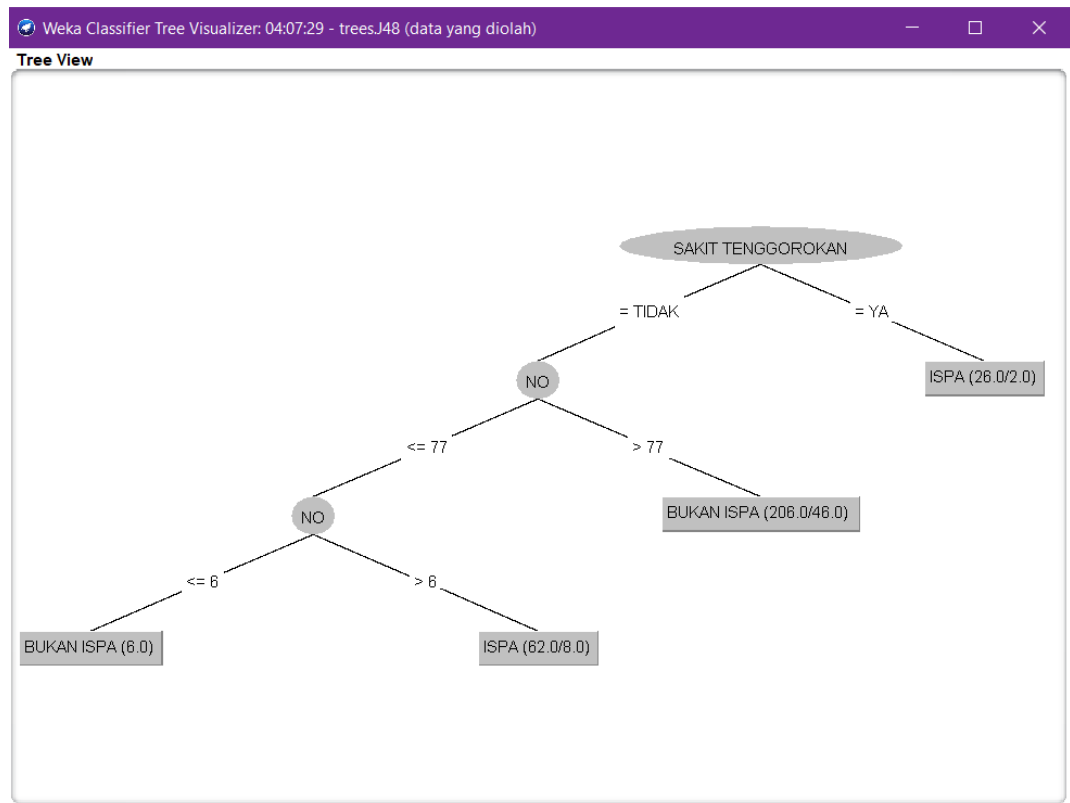 Weka Classifier Tree Visualizer: 04:07:29 - trees.J48 (data yang diolah)
Tree View
SAKIT TENGGOROKAN
= TIDAK
= YA
NO
ISPA (26.0/2.0)
<= 77
> 77
NO
BUKAN ISPA (206.0/46.0)
<= 6
> 6
BUKAN ISPA (6.0)
ISPA (62.0/8.0)